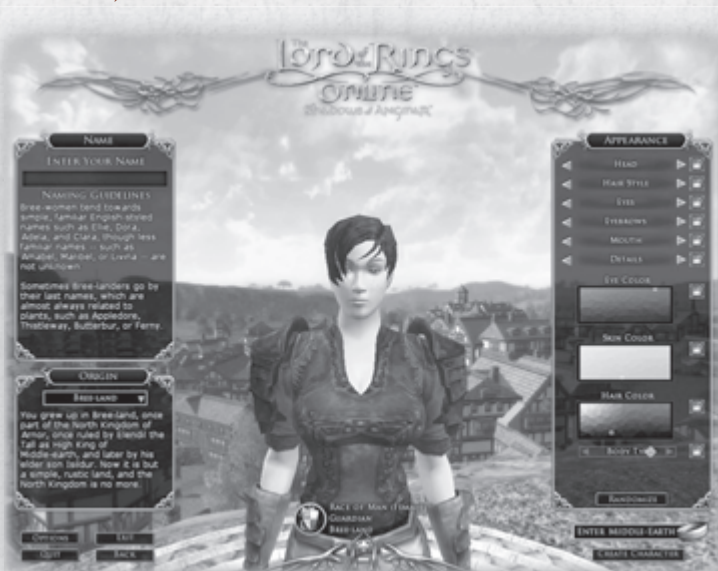 The
Lord of the Rings
Online
Shadows of Angmar
Name
Enter Your Name
Naming Guidelines
Bree-women tend towards
simple, familiar English-styled
names such as Ellie, Dora,
Adela, and Clara, though less
familiar names -- such as
Amabel, Maribel, or Livina -- are
not unknown.
Sometimes Bree-landers go by
their last names, which are
almost always related to
plants, such as Appledore,
Thistleway, Butterbur, or Ferny.
Origin
Bree-land
You grew up in Bree-land, once
part of the North Kingdom of
Arnor, once ruled by Elendil the
Tall as High King of
Middle-earth, and later by his
elder son Isildur. Now it is but
a simple, rustic land, and the
North Kingdom is no more.
Options
Exit
Quit
Back
Race of Man (Female)
Guardian
Bree-land
Appearance
Head
Hair Style
Eyes
Eyebrows
Mouth
Details
Eye Color
Skin Color
Hair Color
Body Type
Randomize
Enter Middle-earth
Create Character